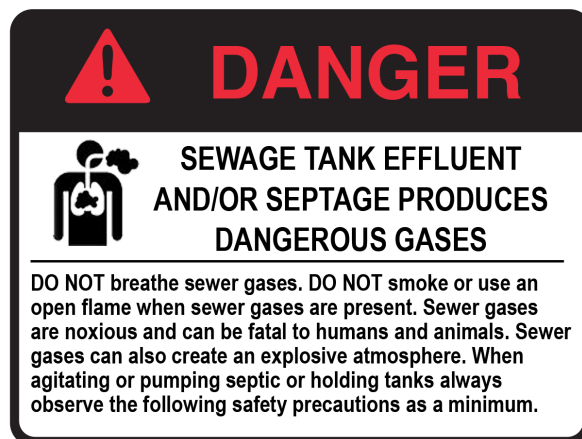 DANGER
SEWAGE TANK EFFLUENT
AND/OR SEPTAGE PRODUCES
DANGEROUS GASES
DO NOT breathe sewer gases. DO NOT smoke or use an
open flame when sewer gases are present. Sewer gases
are noxious and can be fatal to humans and animals. Sewer
gases can also create an explosive atmosphere. When
agitating or pumping septic or holding tanks always
observe the following safety precautions as a minimum.